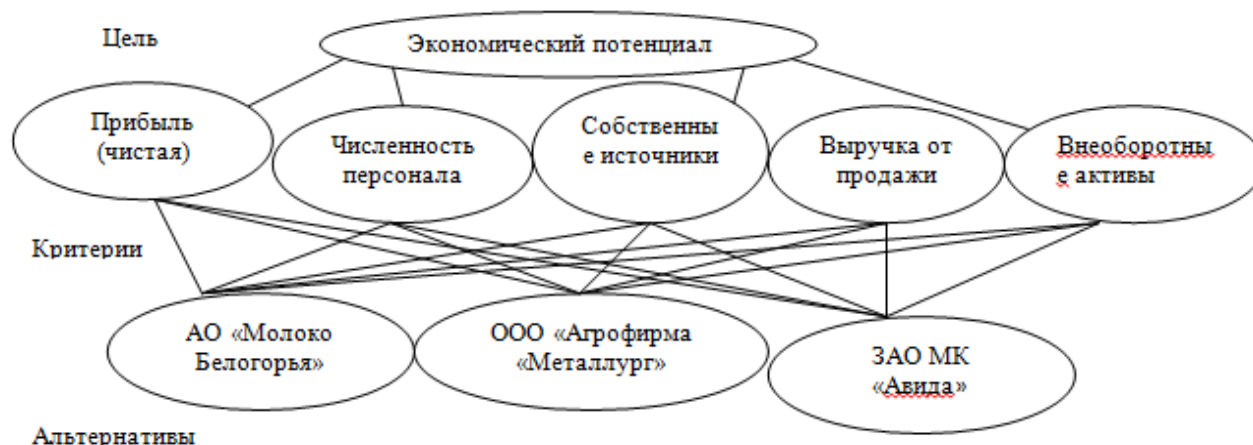 Цель
Экономический потенциал
Прибыль
(чистая)
Численность
персонала
Собственны
е источники
Выручка от
продажи
Внеоборотны
е активы
Критерии
АО «Молоко
Белогорья»
ООО «Агрофирма
«Металлург»
ЗАО МК
«Авида»
Альтернативы